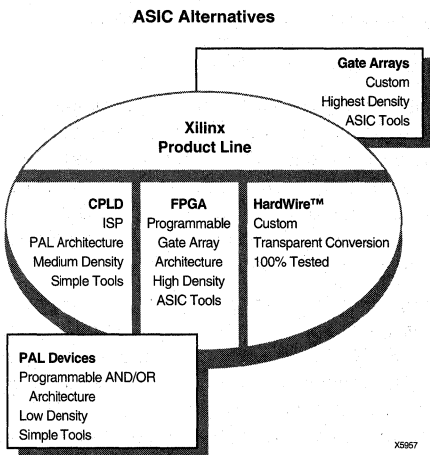 ASIC Alternatives
Gate Arrays
Custom
Highest Density
ASIC Tools
Xilinx
Product Line
CPLD
ISP
PAL Architecture
Medium Density
Simple Tools
FPGA
Programmable
Gate Array
Architecture
High Density
ASIC Tools
HardWire™
Custom
Transparent Conversion
100% Tested
PAL Devices
Programmable AND/OR
Architecture
Low Density
Simple Tools
X5957